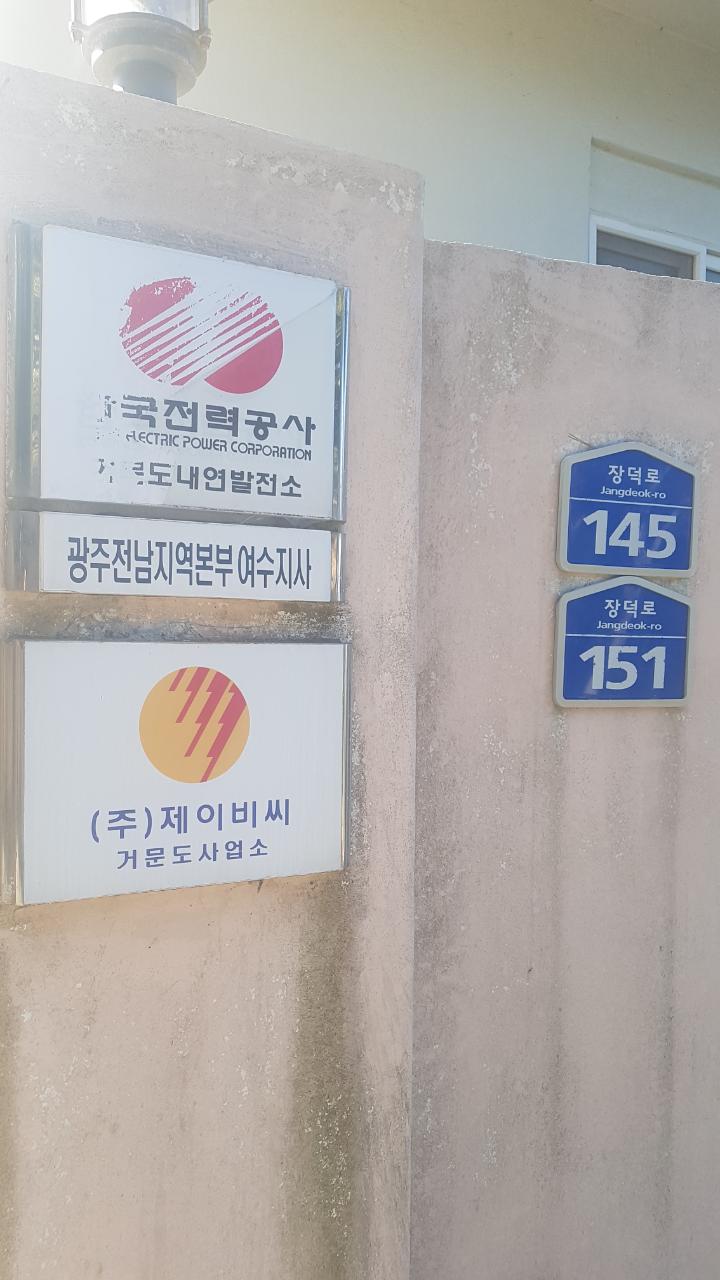 국전력공사
ELECTRIC POWER CORPORATION
도내연발전소
광주전남지역본부 여수지사
(주)제이비씨
거문도사업소
장덕로
Jangdeok-ro
145
장덕로
Jangdeok-ro
151